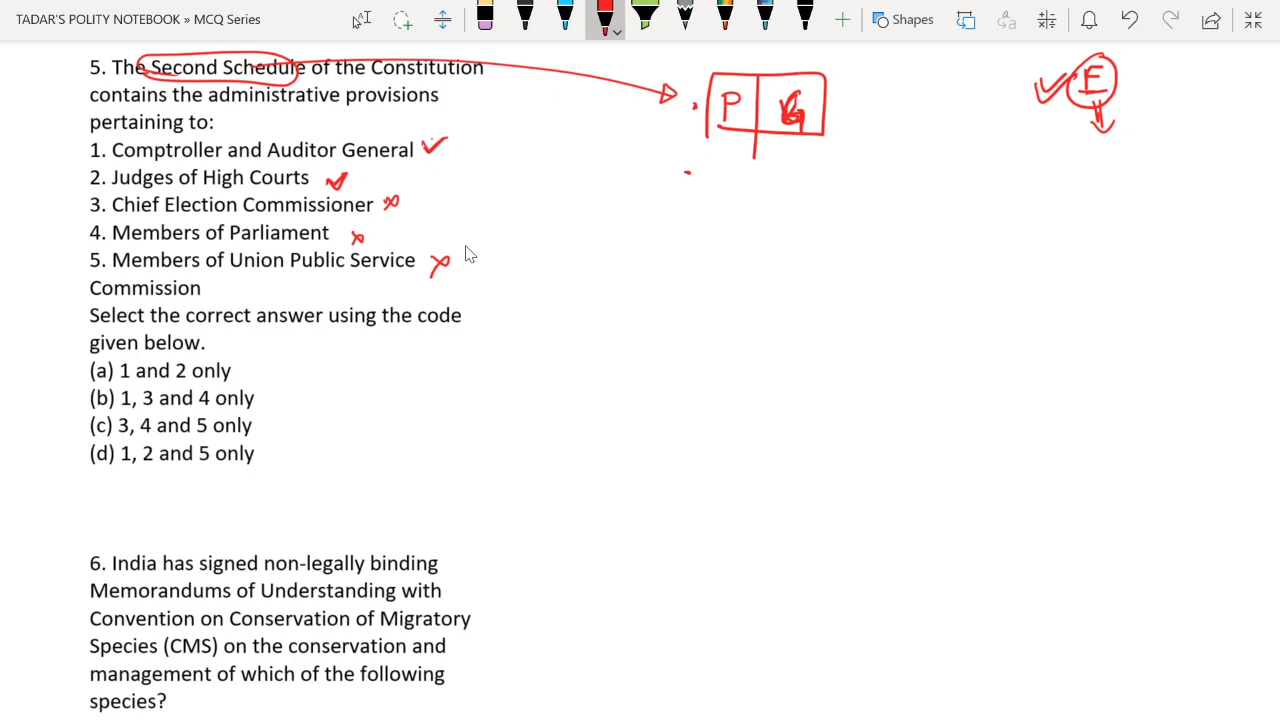 TADAR'S POLITY NOTEBOOK » MCQ Series
Shapes
5. The Second Schedule of the Constitution
contains the administrative provisions
pertaining to:
1. Comptroller and Auditor General
2. Judges of High Courts
3. Chief Election Commissioner
4. Members of Parliament
5. Members of Union Public Service
Commission
Select the correct answer using the code
given below.
(a) 1 and 2 only
(b) 1, 3 and 4 only
(c) 3, 4 and 5 only
(d) 1, 2 and 5 only
P G
E
6. India has signed non-legally binding
Memorandums of Understanding with
Convention on Conservation of Migratory
Species (CMS) on the conservation and
management of which of the following
species?